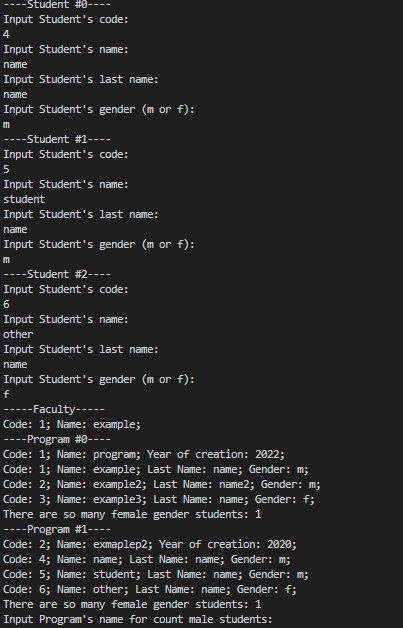 ----Student #0----
Input Student's code:
4
Input Student's name:
name
Input Student's last name:
name
Input Student's gender (m or f):
m
----Student #1----
Input Student's code:
5
Input Student's name:
student
Input Student's last name:
name
Input Student's gender (m or f):
m
----Student #2----
Input Student's code:
6
Input Student's name:
other
Input Student's last name:
name
Input Student's gender (m or f):
f
-----Faculty-----
Code: 1; Name: example;
----Program #0----
Code: 1; Name: program; Year of creation: 2022;
Code: 1; Name: example; Last Name: name; Gender: m;
Code: 2; Name: example2; Last Name: name2; Gender: m;
Code: 3; Name: example3; Last Name: name; Gender: f;
There are so many female gender students: 1
----Program #1----
Code: 2; Name: exmaplep2; Year of creation: 2020;
Code: 4; Name: name; Last Name: name; Gender: m;
Code: 5; Name: student; Last Name: name; Gender: m;
Code: 6; Name: other; Last Name: name; Gender: f;
There are so many female gender students: 1
Input Program's name for count male students: